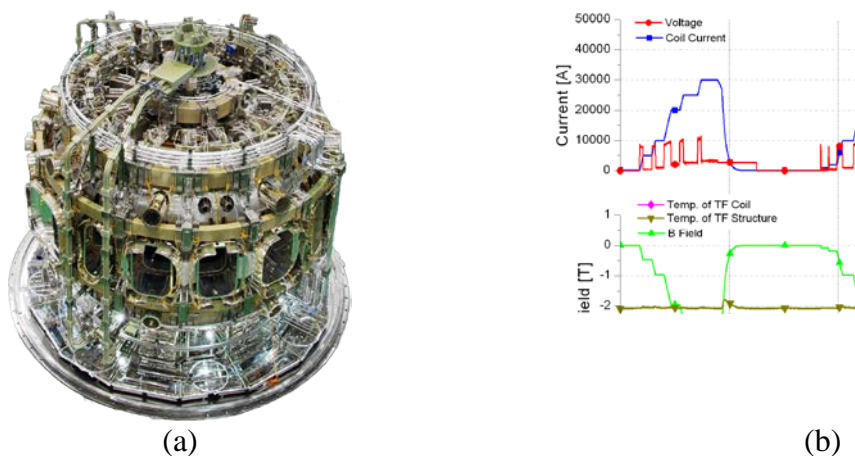 50000
40000
30000
20000
10000
0
Current [A]
Voltage
Coil Current
0
-1
-2
ield [T]
Temp. of TF Coil
Temp. of TF Structure
B Field
(a)
(b)